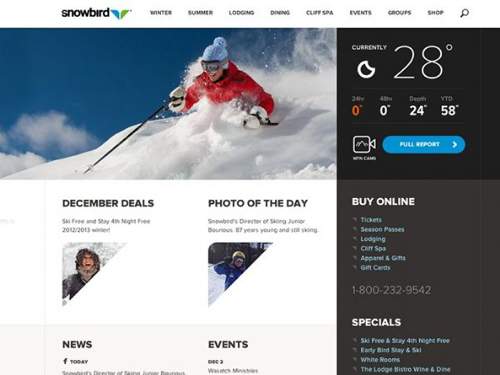 snowbird
WINTER
SUMMER
LODGING
DINING
CLIFF SPA
EVENTS
GROUPS
SHOP
CURRENTLY
28°
24hr
48hr
Depth
YTD
0"
0"
24"
58"
MTN CAMS
FULL REPORT
DECEMBER DEALS
Ski Free and Stay 4th Night Free
2012/2013 winter!
PHOTO OF THE DAY
Snowbird's Director of Skiing Junior
Bounous. 87 years young and still skiing.
BUY ONLINE
Tickets
Season Passes
Lodging
Cliff Spa
Apparel & Gifts
Gift Cards
1-800-232-9542
SPECIALS
Ski Free & Stay 4th Night Free
Early Bird Stay & Ski
White Rooms
The Lodge Bistro Wine & Dine
NEWS
TODAY
Snowbird's Director of Skiing Junior Bounous,
EVENTS
DEC 2
Wasatch Ministries